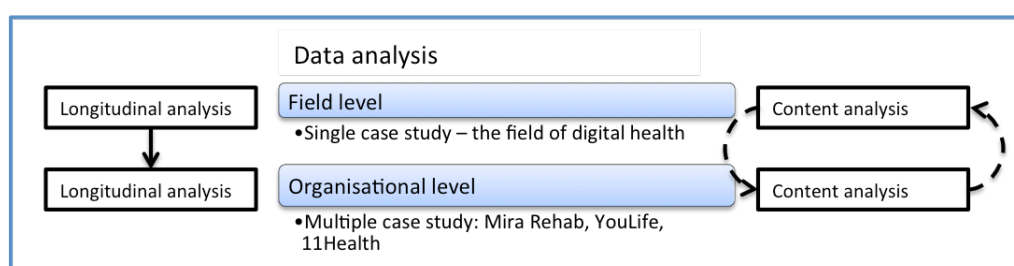 Data analysis
Longitudinal analysis
Field level
Content analysis
•Single case study – the field of digital health
Longitudinal analysis
Organisational level
Content analysis
•Multiple case study: Mira Rehab, YouLife,
11Health